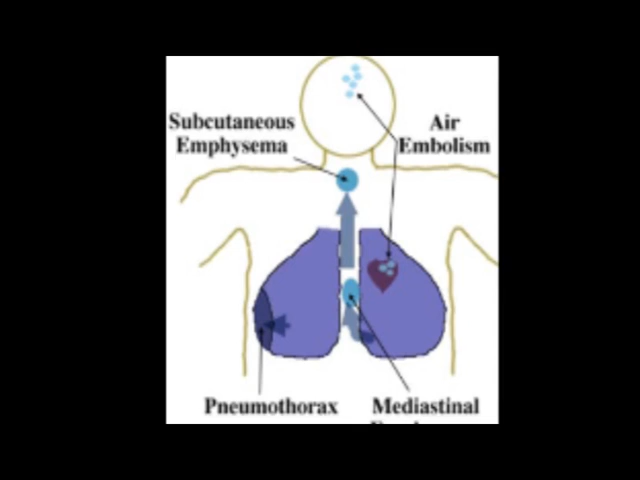 Subcutaneous
Emphysema
Air
Embolism
Pneumothorax
Mediastinal